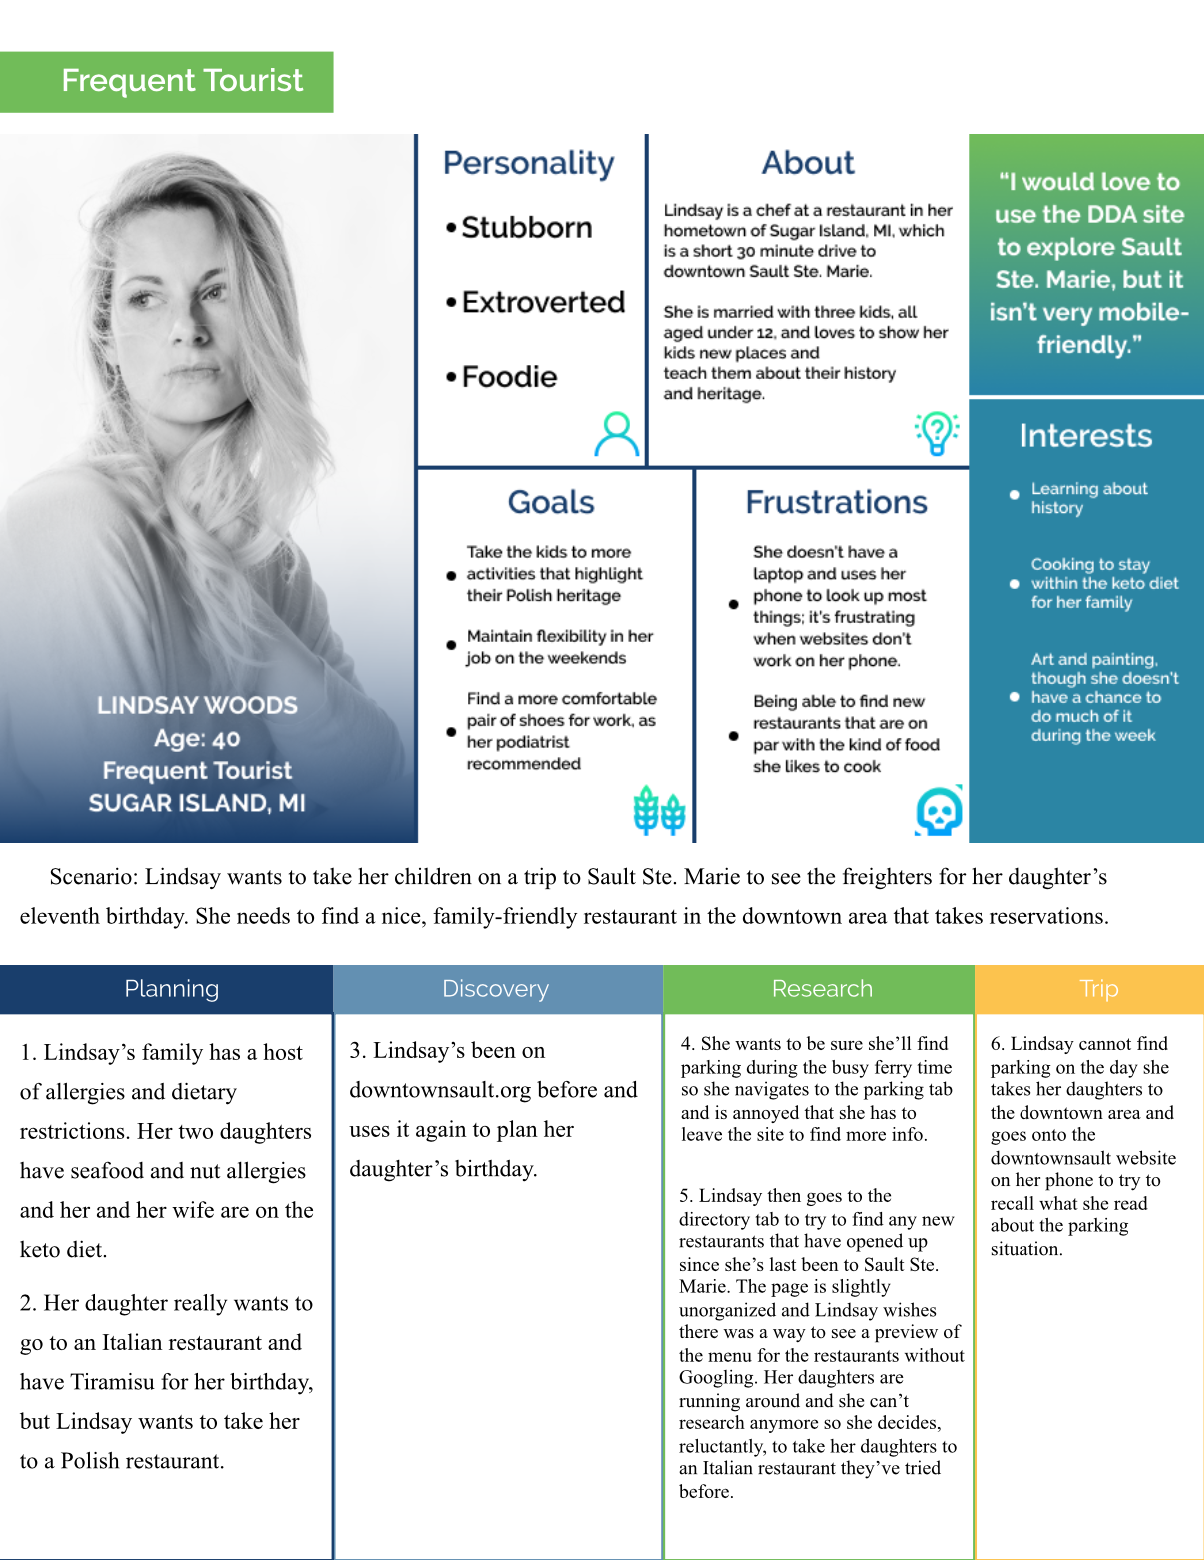 Frequent Tourist
LINDSAY WOODS
Age: 40
Frequent Tourist
SUGAR ISLAND, MI
Personality
• Stubborn
• Extroverted
• Foodie
About
Lindsay is a chef at a restaurant in her
hometown of Sugar Island, MI, which
is a short 30 minute drive to
downtown Sault Ste. Marie.
She is married with three kids, all
aged under 12, and loves to show her
kids new places and
teach them about their history
and heritage.
“I would love to
use the DDA site
to explore Sault
Ste. Marie, but it
isn’t very mobile-
friendly.”
Goals
Take the kids to more
• activities that highlight
their Polish heritage
Maintain flexibility in her
• job on the weekends
Find a more comfortable
pair of shoes for work, as
• her podiatrist
recommended
Frustrations
She doesn’t have a
laptop and uses her
• phone to look up most
things; it’s frustrating
when websites don’t
work on her phone.
Being able to find new
restaurants that are on
• par with the kind of food
she likes to cook
Interests
• Learning about
history
Cooking to stay
• within the keto diet
for her family
Art and painting,
though she doesn’t
• have a chance to
do much of it
during the week
Scenario: Lindsay wants to take her children on a trip to Sault Ste. Marie to see the freighters for her daughter’s
eleventh birthday. She needs to find a nice, family-friendly restaurant in the downtown area that takes reservations.
Planning
1. Lindsay’s family has a host
of allergies and dietary
restrictions. Her two daughters
have seafood and nut allergies
and her and her wife are on the
keto diet.
2. Her daughter really wants to
go to an Italian restaurant and
have Tiramisu for her birthday,
but Lindsay wants to take her
to a Polish restaurant.
Discovery
3. Lindsay’s been on
downtownsault.org before and
uses it again to plan her
daughter’s birthday.
Research
4. She wants to be sure she’ll find
parking during the busy ferry time
so she navigates to the parking tab
and is annoyed that she has to
leave the site to find more info.
5. Lindsay then goes to the
directory tab to try to find any new
restaurants that have opened up
since she’s last been to Sault Ste.
Marie. The page is slightly
unorganized and Lindsay wishes
there was a way to see a preview of
the menu for the restaurants without
Googling. Her daughters are
running around and she can’t
research anymore so she decides,
reluctantly, to take her daughters to
an Italian restaurant they’ve tried
before.
Trip
6. Lindsay cannot find
parking on the day she
takes her daughters to
the downtown area and
goes onto the
downtownsault website
on her phone to try to
recall what she read
about the parking
situation.